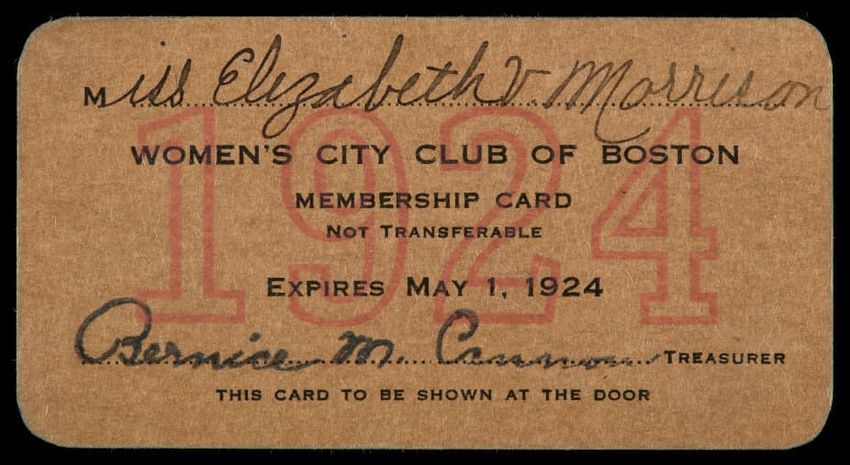 Miss Elizabeth V Morrison
1924
WOMEN'S CITY CLUB OF BOSTON
MEMBERSHIP CARD
NOT TRANSFERABLE
EXPIRES MAY 1, 1924
Bernice M. Cannon TREASURER
THIS CARD TO BE SHOWN AT THE DOOR